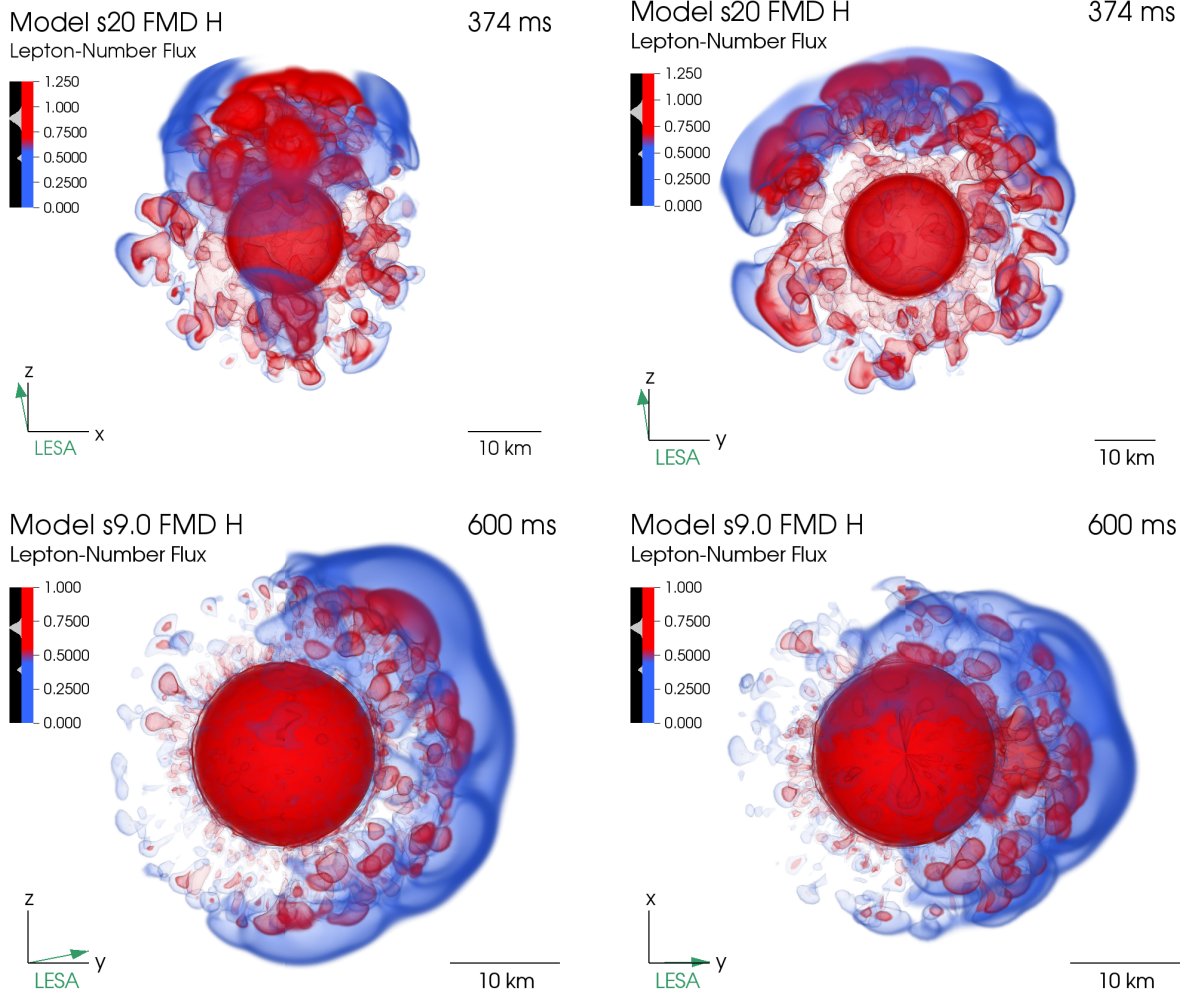 Model s20 FMD H 374 ms
Lepton-Number Flux
1.250
1.000
0.7500
0.5000
0.2500
0.000
z
x
LESA
10 km
Model s20 FMD H 374 ms
Lepton-Number Flux
1.250
1.000
0.7500
0.5000
0.2500
0.000
z
y
LESA
10 km
Model s9.0 FMD H 600 ms
Lepton-Number Flux
1.000
0.7500
0.5000
0.2500
0.000
z
y
LESA
10 km
Model s9.0 FMD H 600 ms
Lepton-Number Flux
1.000
0.7500
0.5000
0.2500
0.000
x
y
LESA
10 km